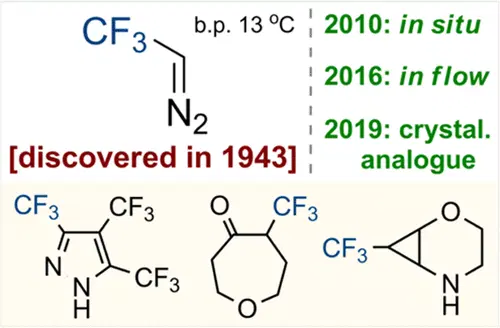 CF3
b.p. 13 ºC
N2
[discovered in 1943]
2010: in situ
2016: in flow
2019: crystal.
analogue
CF3
CF3
N
N
H
CF3
O
CF3
O
CF3
O
N
H